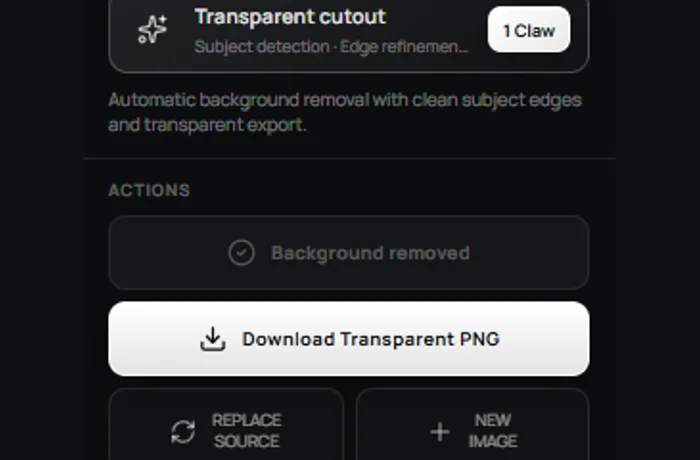 Transparent cutout
1 Claw
Subject detection · Edge refinemen...
Automatic background removal with clean subject edges
and transparent export.
ACTIONS
Background removed
Download Transparent PNG
REPLACE
SOURCE
NEW
IMAGE